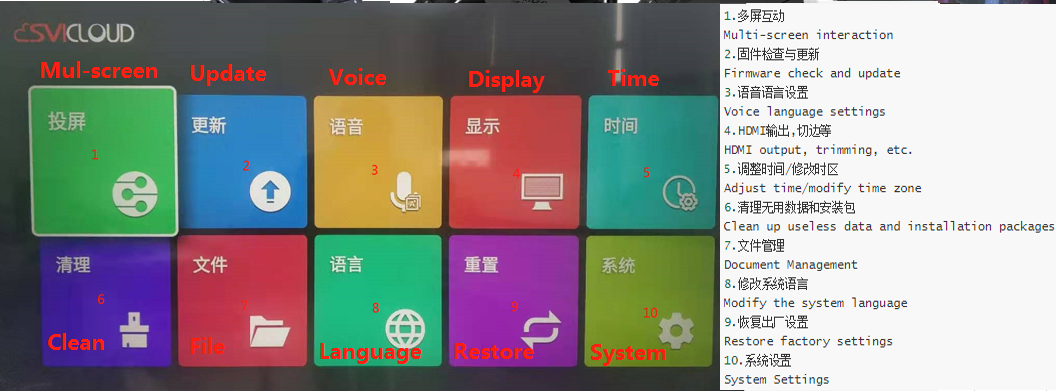 SVICLOUD
Mul-screen Update Voice Display Time
投屏 更新 语音 显示 时间
1 2 3 4 5
清理 文件 语言 重置 系统
6 7 8 9 10
Clean File Language Restore System
1.多屏互动
Multi-screen interaction
2.固件检查与更新
Firmware check and update
3.语音语言设置
Voice language settings
4.HDMI输出,切边等
HDMI output, trimming, etc.
5.调整时间/修改时区
Adjust time/modify time zone
6.清理无用数据和安装包
Clean up useless data and installation packages
7.文件管理
Document Management
8.修改系统语言
Modify the system language
9.恢复出厂设置
Restore factory settings
10.系统设置
System Settings